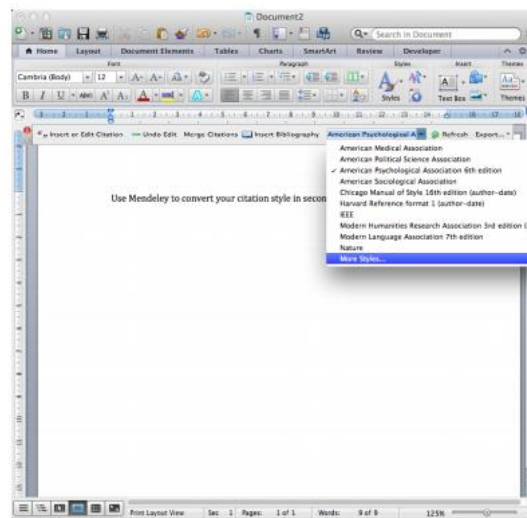 Document2
Search in Document
Home Layout Document Elements Tables Charts SmartArt Review Developer
Font Paragraph Styles Insert Themes
Cambria (Body) 12 A A Aa
B I U ABC A A A Styles Text Box Themes
Insert or Edit Citation Undo Edit Merge Citations Insert Bibliography American Psychological A Refresh Export...
American Medical Association
American Political Science Association
✓ American Psychological Association 6th edition
American Sociological Association
Chicago Manual of Style 16th edition (author-date)
Harvard Reference format 1 (author-date)
IEEE
Modern Humanities Research Association 3rd edition (
Modern Language Association 7th edition
Nature
More Styles...
Use Mendeley to convert your citation style in secon
Print Layout View Sec 1 Pages: 1 of 1 Words: 9 of 9 125%